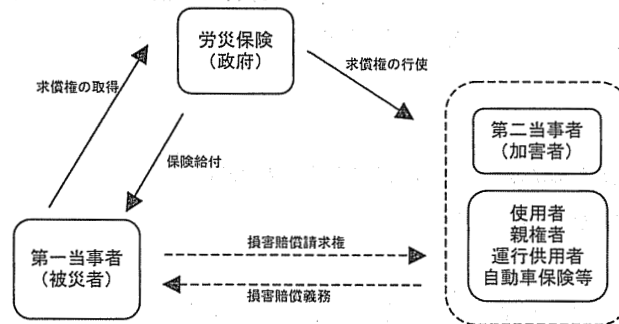 労災保険
(政府)
求償権の取得
求償権の行使
保険給付
第二当事者
(加害者)
使用者
親権者
運行供用者
自動車保険等
第一当事者
(被災者)
損害賠償請求権
損害賠償義務